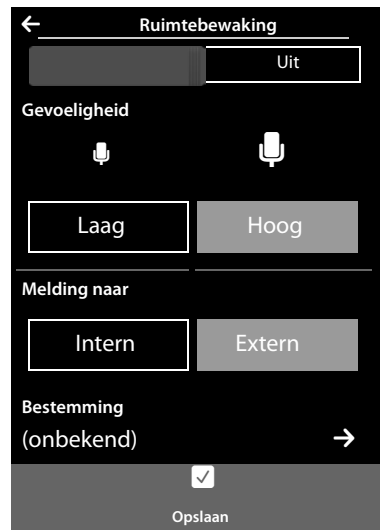 Ruimtebewaking
Uit
Gevoeligheid
Laag Hoog
Melding naar
Intern Extern
Bestemming
(onbekend)
Opslaan